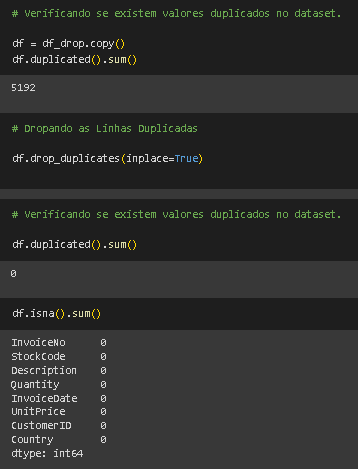 # Verificando se existem valores duplicados no dataset.
df = df_drop.copy()
df.duplicated().sum()
5192
# Dropando as Linhas Duplicadas
df.drop_duplicates(inplace=True)
# Verificando se existem valores duplicados no dataset.
df.duplicated().sum()
0
df.isna().sum()
InvoiceNo 0
StockCode 0
Description 0
Quantity 0
InvoiceDate 0
UnitPrice 0
CustomerID 0
Country 0
dtype: int64